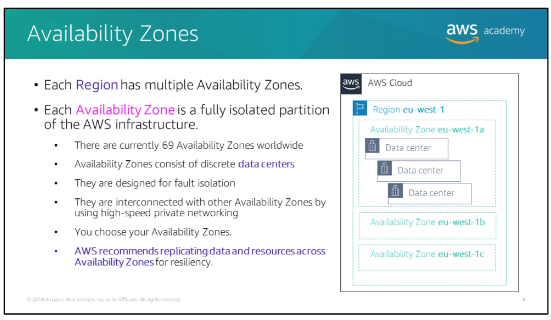 Availability Zones
aws academy
• Each Region has multiple Availability Zones.
• Each Availability Zone is a fully isolated partition
of the AWS infrastructure.
• There are currently 69 Availability Zones worldwide
• Availability Zones consist of discrete data centers
• They are designed for fault isolation
• They are interconnected with other Availability Zones by
using high-speed private networking
• You choose your Availability Zones.
• AWS recommends replicating data and resources across
Availability Zones for resiliency.
aws AWS Cloud
Region eu-west-1
Availability Zone eu-west-1a
Data center
Data center
Data center
Availability Zone eu-west-1b
Availability Zone eu-west-1c
© 2019 Amazon Web Services, Inc. or its Affiliates. All rights reserved.